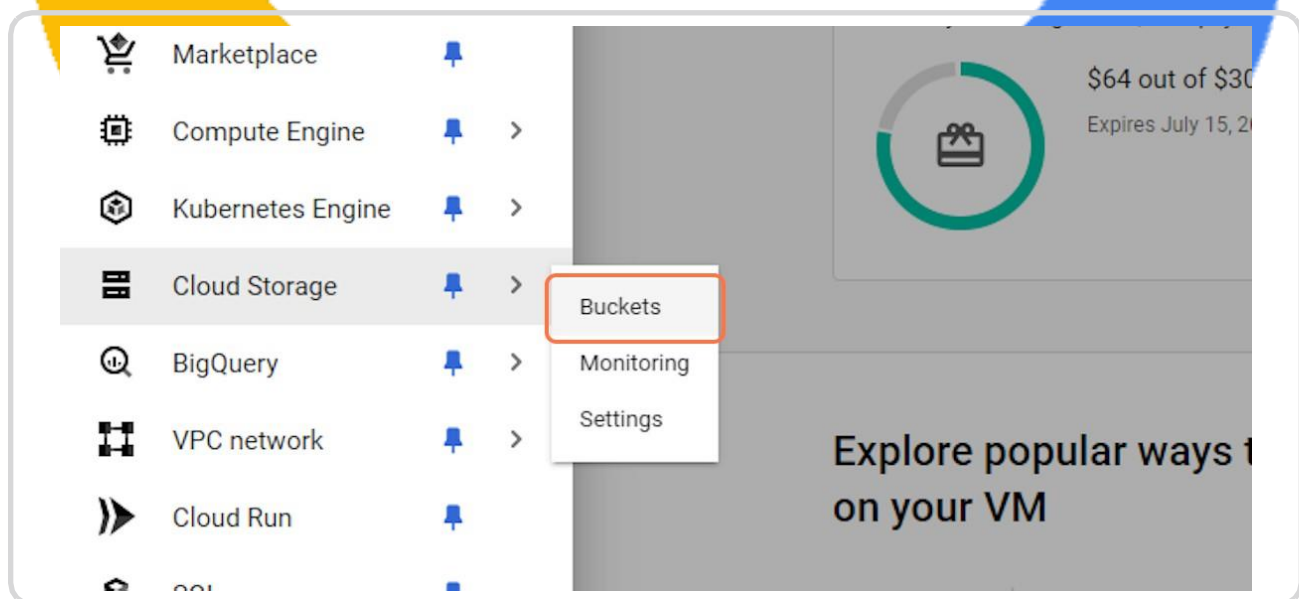 Marketplace
Compute Engine
Kubernetes Engine
Cloud Storage
BigQuery
VPC network
Cloud Run
Buckets
Monitoring
Settings
$64 out of $30
Expires July 15, 2
Explore popular ways t
on your VM